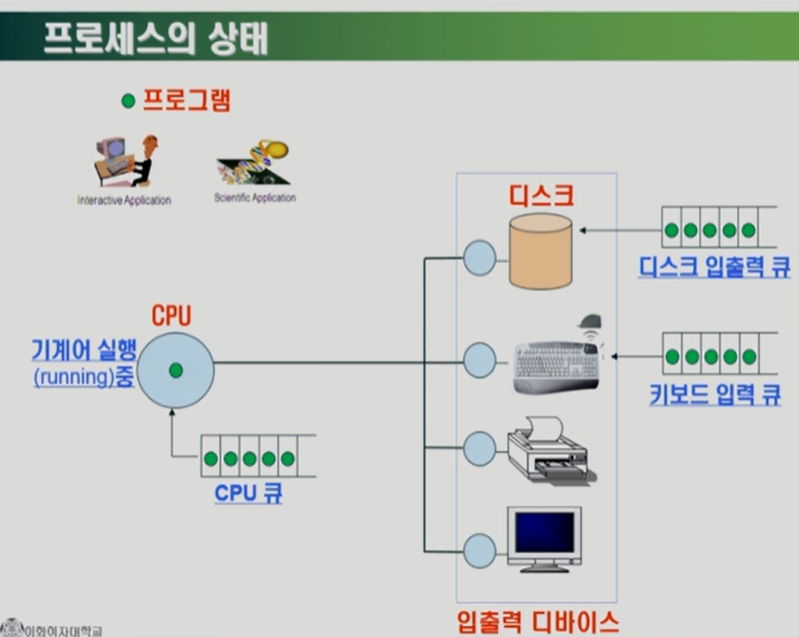 프로세스의 상태
프로그램
Interactive Application
Scientific Application
디스크
디스크 입출력 큐
CPU
기계어 실행
(running)중
키보드 입력 큐
CPU 큐
입출력 디바이스
이화여자대학교